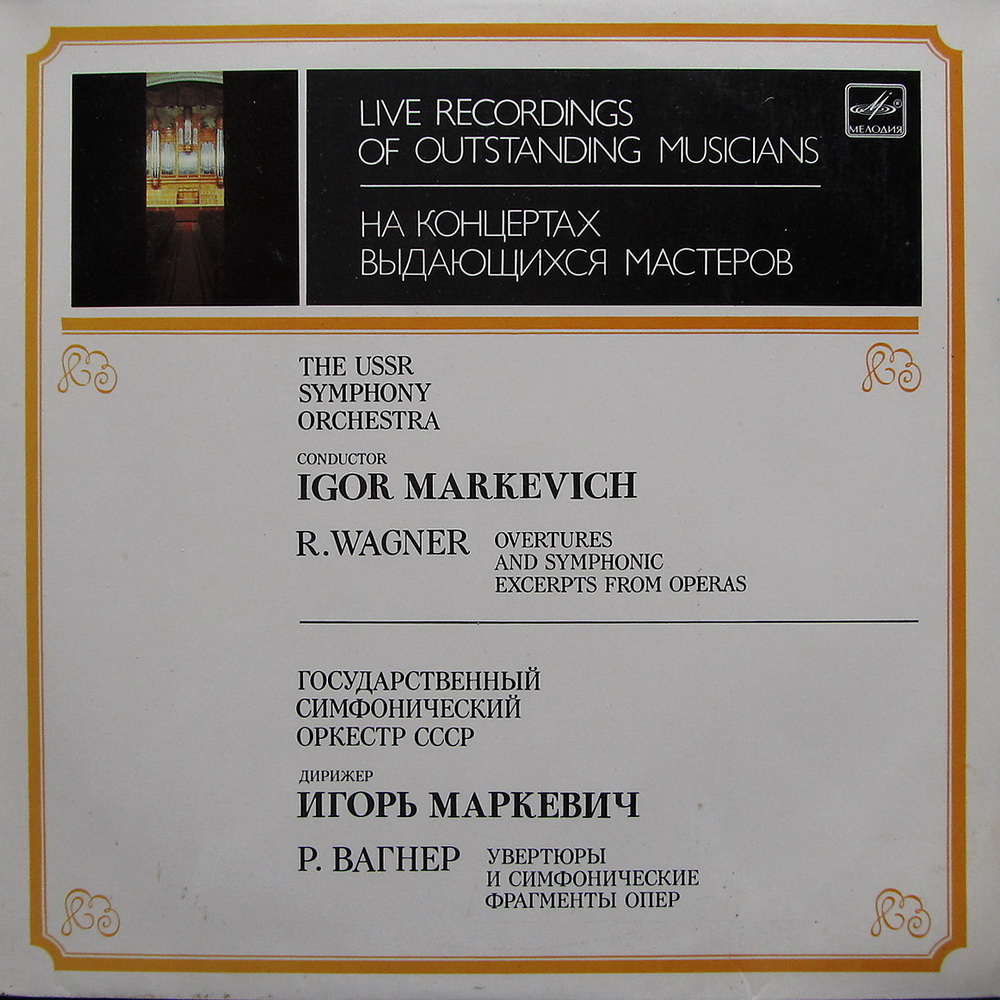 LIVE RECORDINGS
OF OUTSTANDING MUSICIANS
МЕЛОДИЯ
НА КОНЦЕРТАХ
ВЫДАЮЩИХСЯ МАСТЕРОВ
THE USSR
SYMPHONY
ORCHESTRA
CONDUCTOR
IGOR MARKEVICH
R. WAGNER
OVERTURES
AND SYMPHONIC
EXCERPTS FROM OPERAS
ГОСУДАРСТВЕННЫЙ
СИМФОНИЧЕСКИЙ
ОРКЕСТР СССР
ДИРИЖЕР
ИГОРЬ МАРКЕВИЧ
Р. ВАГНЕР
УВЕРТЮРЫ
И СИМФОНИЧЕСКИЕ
ФРАГМЕНТЫ ОПЕР